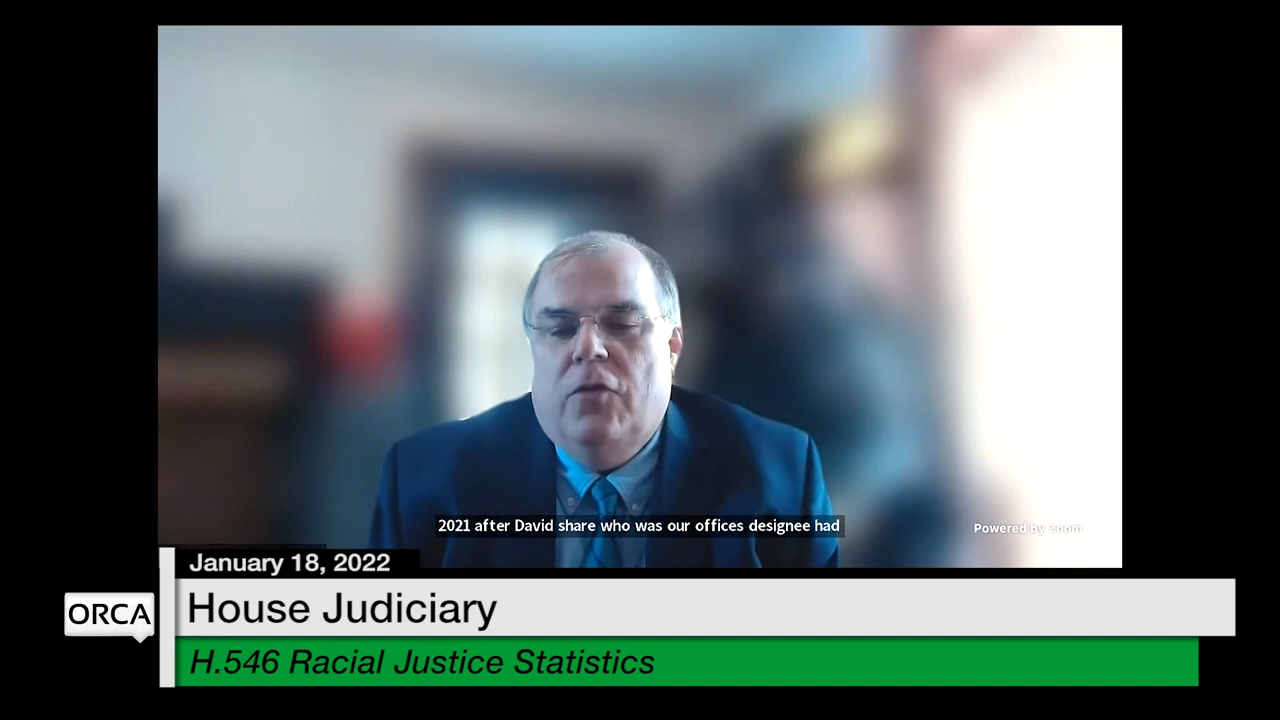 2021 after David share who was our offices designee had
Powered by Zoom
January 18, 2022
ORCA
House Judiciary
H.546 Racial Justice Statistics